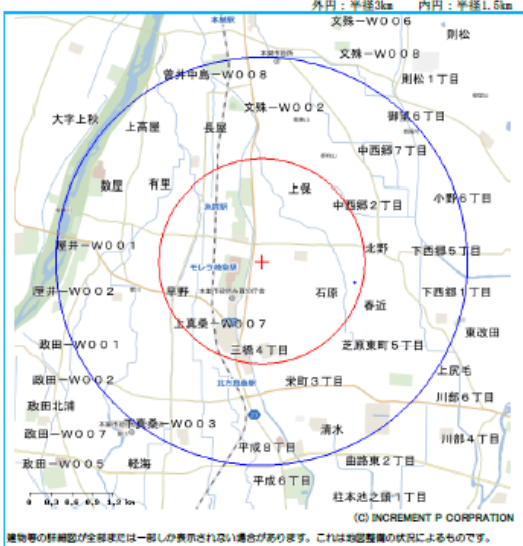 外円：半径3km 内円：半径1.5km
文殊－W006
則松
本巣駅
本巣市役所
文殊－W008
曽井中島－W008
則松１丁目
文殊－W002
御望６丁目
大字上秋
上高屋
長屋
中西郷７丁目
数屋
有里
上保
小野６丁目
中西郷２丁目
糸貫駅
屋井－W001
北野
下西郷５丁目
モレラ岐阜駅
屋井－W002
早野
石原
下西郷１丁目
春近
上真桑－W007
東改田
政田－W001
三橋４丁目
芝原東町５丁目
上尻毛
政田－W002
北方真桑駅
栄町３丁目
川部６丁目
政田北浦
下真桑－W003
清水
政田－W007
川部４丁目
平成８丁目
政田－W005
軽海
曲路東２丁目
平成６丁目
柱本池之頭１丁目
0 0.3 0.6 0.9 1.2 km
(C) INCREMENT P CORPRATION
建物等の詳細図が全部または一部しか表示されない場合があります。これは地図整備の状況によるものです。